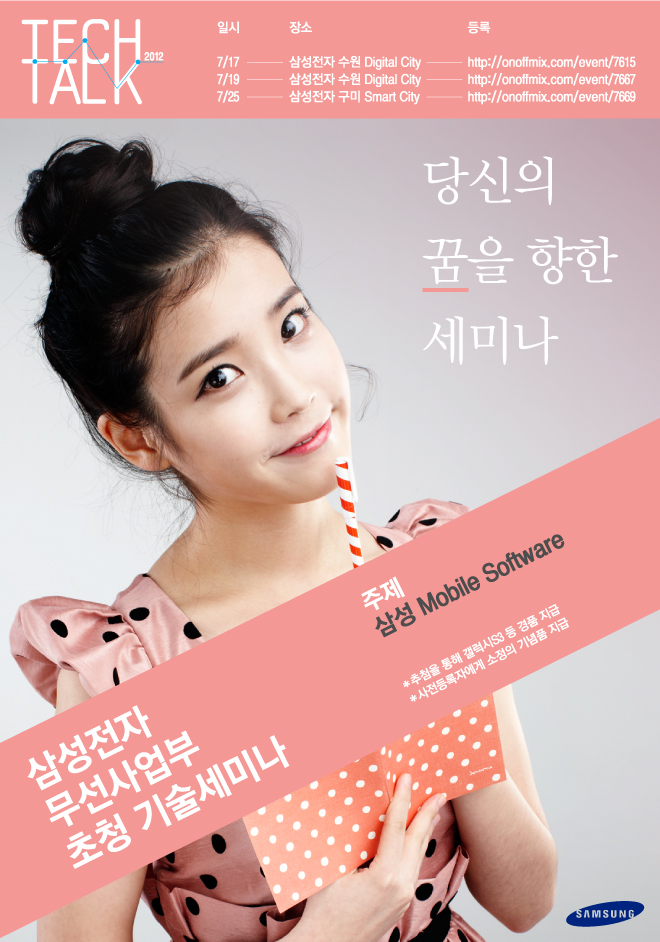 TECH
TALK 2012
일시 장소 등록
7/17 삼성전자 수원 Digital City http://onoffmix.com/event/7615
7/19 삼성전자 수원 Digital City http://onoffmix.com/event/7667
7/25 삼성전자 구미 Smart City http://onoffmix.com/event/7669
당신의
꿈을 향한
세미나
주제
삼성 Mobile Software
*추첨을 통해 갤럭시S3 등 경품 지급
*사전등록자에게 소정의 기념품 지급
삼성전자
무선사업부
초청 기술세미나
SAMSUNG